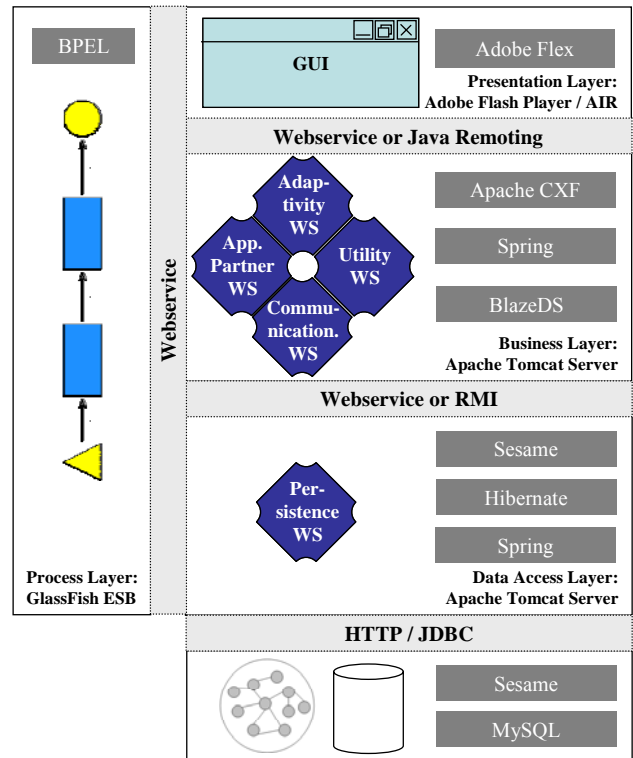 BPEL
GUI
Adobe Flex
Presentation Layer:
Adobe Flash Player / AIR
Webservice or Java Remoting
Webservice
Adap-
tivity
WS
App.
Partner
WS
Utility
WS
Commu-
nication.
WS
Apache CXF
Spring
BlazeDS
Business Layer:
Apache Tomcat Server
Webservice or RMI
Per-
sistence
WS
Sesame
Hibernate
Spring
Process Layer:
GlassFish ESB
Data Access Layer:
Apache Tomcat Server
HTTP / JDBC
Sesame
MySQL